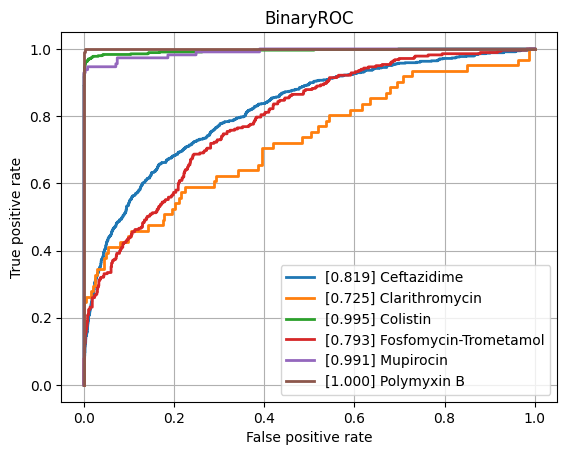 BinaryROC
True positive rate
1.0
0.8
0.6
0.4
0.2
0.0
[0.819] Ceftazidime
[0.725] Clarithromycin
[0.995] Colistin
[0.793] Fosfomycin-Trometamol
[0.991] Mupirocin
[1.000] Polymyxin B
0.0 0.2 0.4 0.6 0.8 1.0
False positive rate